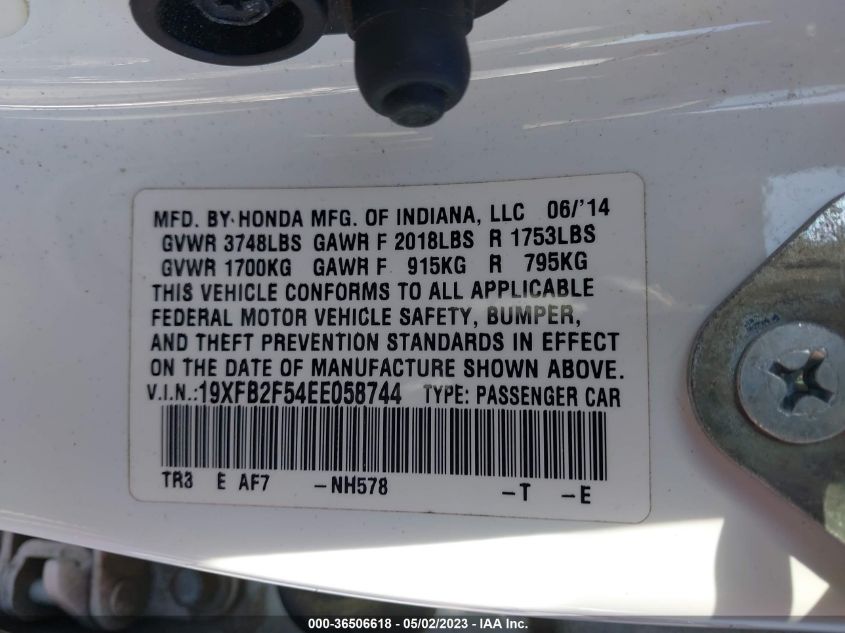 MFD. BY HONDA MFG. OF INDIANA, LLC 06/'14
GVWR 3748LBS GAWR F 2018LBS R 1753LBS
GVWR 1700KG GAWR F 915KG R 795KG
THIS VEHICLE CONFORMS TO ALL APPLICABLE
FEDERAL MOTOR VEHICLE SAFETY, BUMPER,
AND THEFT PREVENTION STANDARDS IN EFFECT
ON THE DATE OF MANUFACTURE SHOWN ABOVE.
V.I.N.:19XFB2F54EE058744 TYPE: PASSENGER CAR
TR3 E AF7 -NH578 -T -E
000-36506618 - 05/02/2023 - IAA Inc.